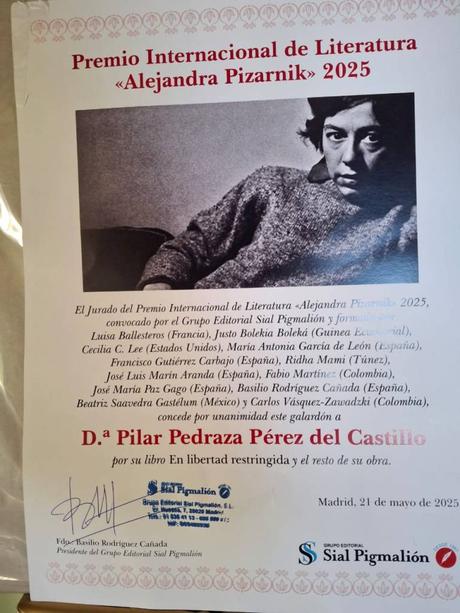 Premio Internacional de Literatura
«Alejandra Pizarnik» 2025
El Jurado del Premio Internacional de Literatura «Alejandra Pizarnik» 2025,
convocado por el Grupo Editorial Sial Pigmalión y formado por
Luisa Ballesteros (Francia), Justo Bolekia Boleká (Guinea Ecuatorial),
Cecilia C. Lee (Estados Unidos), María Antonia García de León (España),
Francisco Gutiérrez Carbajo (España), Ridha Mami (Túnez),
José Luis Marín Aranda (España), Fabio Martínez (Colombia),
José María Paz Gago (España), Basilio Rodríguez Cañada (España),
Beatriz Saavedra Gastélum (México) y Carlos Vásquez-Zawadzki (Colombia),
concede por unanimidad este galardón a
D.ª Pilar Pedraza Pérez del Castillo
por su libro En libertad restringida y el resto de su obra.
GRUPO EDITORIAL
Sial Pigmalión
Grupo Editorial Sial Pigmalión, S.L.
28020 Madrid
Madrid, 21 de mayo de 2025
Fdo.: Basilio Rodríguez Cañada
Presidente del Grupo Editorial Sial Pigmalión
GRUPO EDITORIAL
Sial Pigmalión